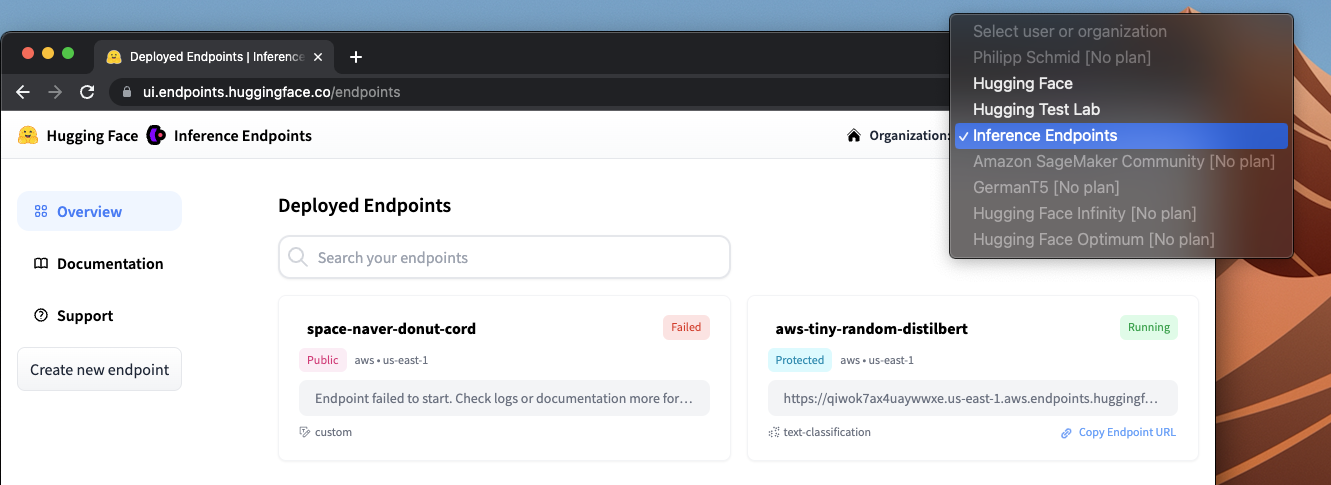 Select user or organization
Philipp Schmid [No plan]
Hugging Face
Hugging Test Lab
✓ Inference Endpoints
Amazon SageMaker Community [No plan]
GermanT5 [No plan]
Hugging Face Infinity [No plan]
Hugging Face Optimum [No plan]
Deployed Endpoints | Inference
ui.endpoints.huggingface.co/endpoints
Hugging Face Inference Endpoints
Organization:
Overview
Documentation
Support
Create new endpoint
Deployed Endpoints
Search your endpoints
space-naver-donut-cord Failed
Public aws • us-east-1
Endpoint failed to start. Check logs or documentation more for…
custom
aws-tiny-random-distilbert Running
Protected aws • us-east-1
https://qiwok7ax4uaywwxe.us-east-1.aws.endpoints.huggingf…
text-classification Copy Endpoint URL